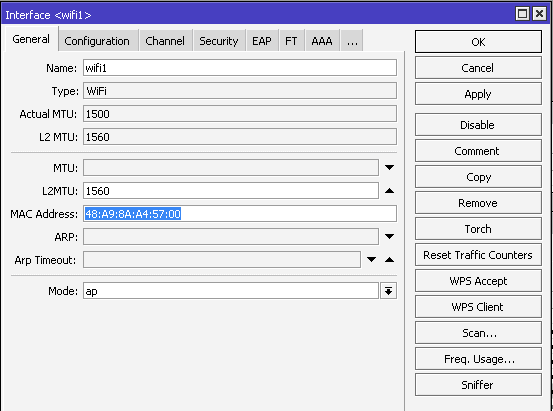 Interface <wifi1>
General Configuration Channel Security EAP FT AAA ...
OK
Name: wifi1
Cancel
Type: WiFi
Apply
Actual MTU: 1500
Disable
L2 MTU: 1560
Comment
MTU:
Copy
L2MTU: 1560
Remove
MAC Address: 48:A9:8A:A4:57:00
Torch
ARP:
Reset Traffic Counters
Arp Timeout:
WPS Accept
Mode: ap
WPS Client
Scan...
Freq. Usage...
Sniffer